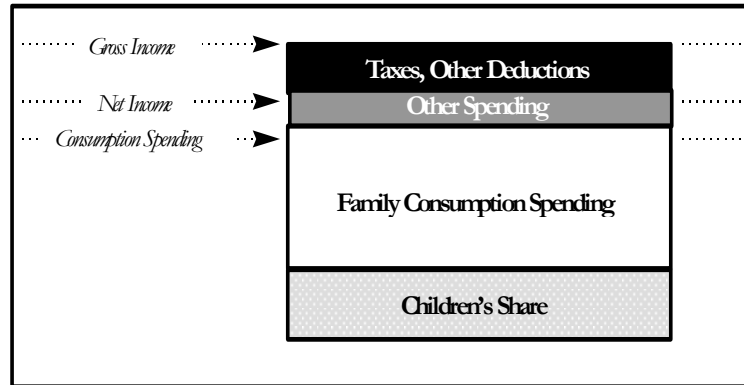 Gross Income
Taxes, Other Deductions
Net Income
Other Spending
Consumption Spending
Family Consumption Spending
Children's Share